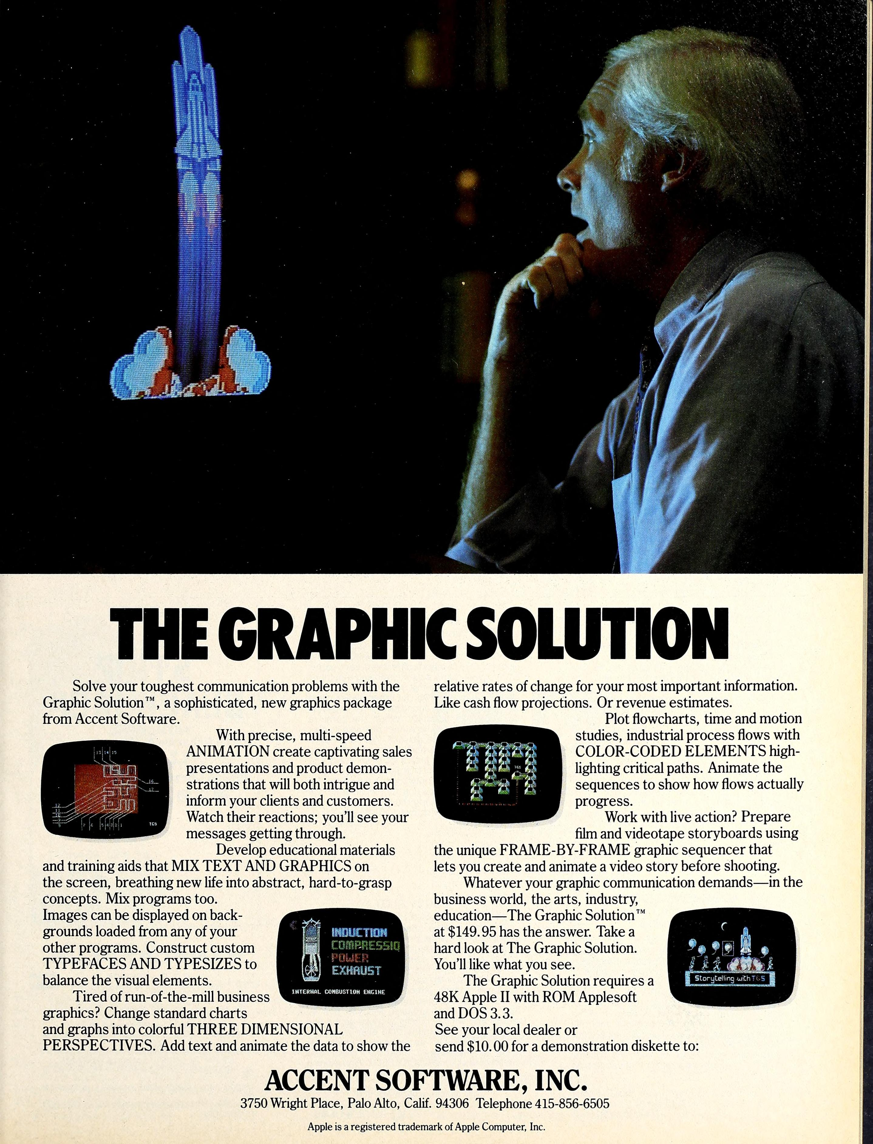 THE GRAPHIC SOLUTION
Solve your toughest communication problems with the
Graphic Solution™, a sophisticated, new graphics package
from Accent Software.
With precise, multi-speed
ANIMATION create captivating sales
presentations and product demon-
strations that will both intrigue and
inform your clients and customers.
Watch their reactions; you'll see your
messages getting through.
Develop educational materials
and training aids that MIX TEXT AND GRAPHICS on
the screen, breathing new life into abstract, hard-to-grasp
concepts. Mix programs too.
Images can be displayed on back-
grounds loaded from any of your
other programs. Construct custom
TYPEFACES AND TYPESIZES to
balance the visual elements.
Tired of run-of-the-mill business
graphics? Change standard charts
and graphs into colorful THREE DIMENSIONAL
PERSPECTIVES. Add text and animate the data to show the
TGS
INDUCTION
COMPRESSIO
POWER
EXHAUST
INTERNAL COMBUSTION ENGINE
relative rates of change for your most important information.
Like cash flow projections. Or revenue estimates.
Plot flowcharts, time and motion
studies, industrial process flows with
COLOR-CODED ELEMENTS high-
lighting critical paths. Animate the
sequences to show how flows actually
progress.
Work with live action? Prepare
film and videotape storyboards using
the unique FRAME-BY-FRAME graphic sequencer that
lets you create and animate a video story before shooting.
Whatever your graphic communication demands—in the
business world, the arts, industry,
education—The Graphic Solution™
at $149.95 has the answer. Take a
hard look at The Graphic Solution.
You'll like what you see.
The Graphic Solution requires a
48K Apple II with ROM Applesoft
and DOS 3.3.
See your local dealer or
send $10.00 for a demonstration diskette to:
Storytelling with TGS
ACCENT SOFTWARE, INC.
3750 Wright Place, Palo Alto, Calif. 94306 Telephone 415-856-6505
Apple is a registered trademark of Apple Computer, Inc.